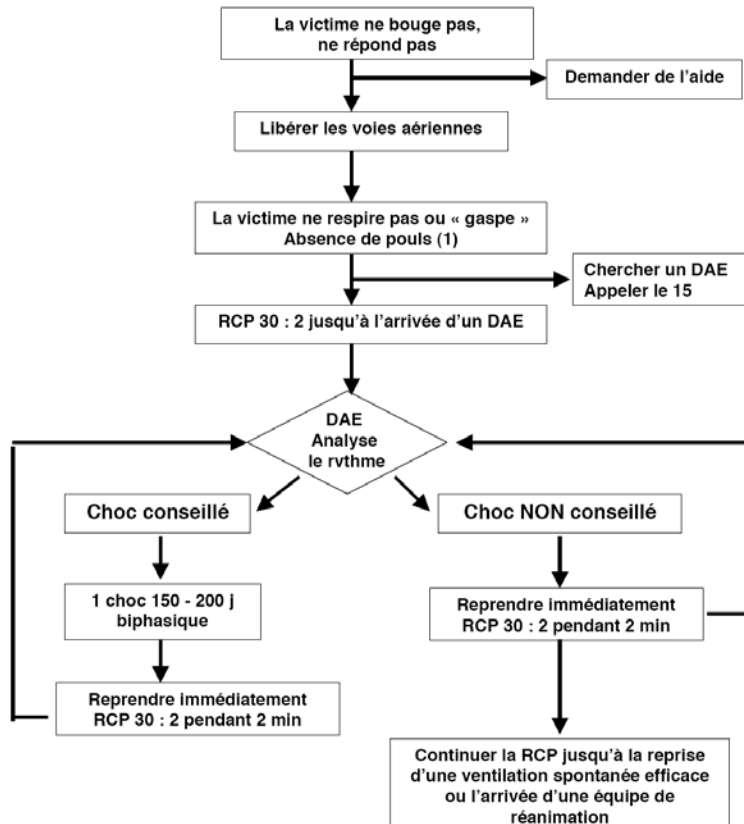 La victime ne bouge pas,
ne répond pas
Demander de l'aide
Libérer les voies aériennes
La victime ne respire pas ou « gaspe »
Absence de pouls (1)
Chercher un DAE
Appeler le 15
RCP 30 : 2 jusqu'à l'arrivée d'un DAE
DAE
Analyse
le rvthme
Choc conseillé
Choc NON conseillé
1 choc 150 - 200 j
biphasique
Reprendre immédiatement
RCP 30 : 2 pendant 2 min
Reprendre immédiatement
RCP 30 : 2 pendant 2 min
Continuer la RCP jusqu'à la reprise
d'une ventilation spontanée efficace
ou l'arrivée d'une équipe de
réanimation